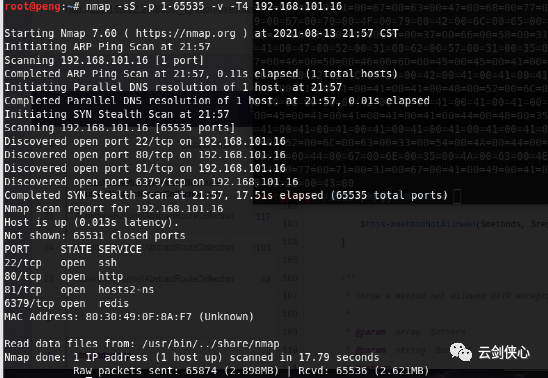 root@peng:~# nmap -sS -p 1-65535 -v -T4 192.168.101.16
Starting Nmap 7.60 ( https://nmap.org ) at 2021-08-13 21:57 CST
Initiating ARP Ping Scan at 21:57
Scanning 192.168.101.16 [1 port]
Completed ARP Ping Scan at 21:57, 0.11s elapsed (1 total hosts)
Initiating Parallel DNS resolution of 1 host. at 21:57
Completed Parallel DNS resolution of 1 host. at 21:57, 0.01s elapsed
Initiating SYN Stealth Scan at 21:57
Scanning 192.168.101.16 [65535 ports]
Discovered open port 22/tcp on 192.168.101.16
Discovered open port 80/tcp on 192.168.101.16
Discovered open port 81/tcp on 192.168.101.16
Discovered open port 6379/tcp on 192.168.101.16
Completed SYN Stealth Scan at 21:57, 17.51s elapsed (65535 total ports)
Nmap scan report for 192.168.101.16
Host is up (0.013s latency).
Not shown: 65531 closed ports
PORT     STATE SERVICE
22/tcp   open  ssh
80/tcp   open  http
81/tcp   open  hosts2-ns
6379/tcp open  redis
MAC Address: 80:30:49:0F:8A:F7 (Unknown)
Read data files from: /usr/bin/../share/nmap
Nmap done: 1 IP address (1 host up) scanned in 17.79 seconds
Raw packets sent: 65874 (2.898MB) | Rcvd: 65536 (2.621MB)
云剑侠心